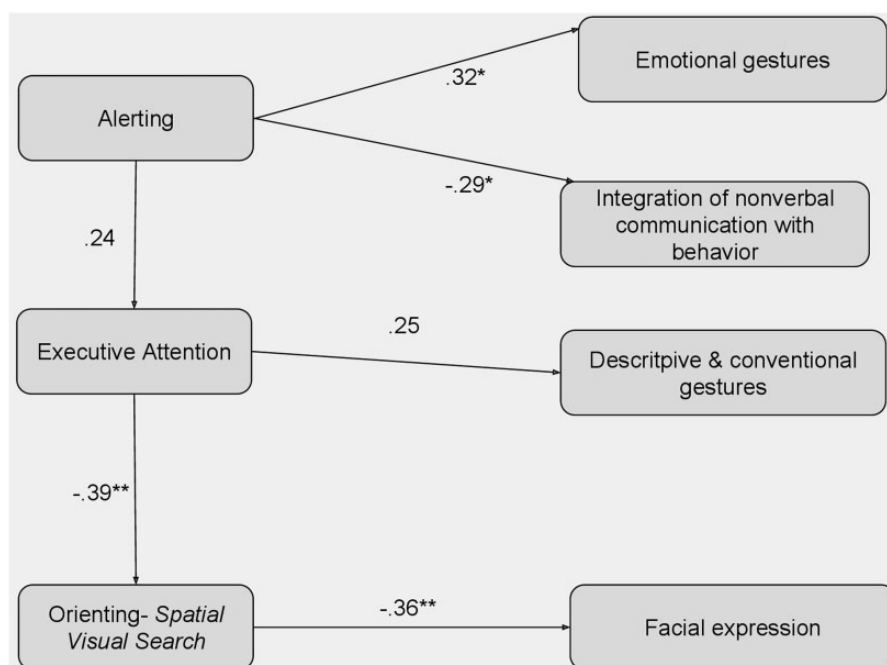 Emotional gestures
.32*
Alerting
-.29*
Integration of nonverbal
communication with
behavior
.24
.25
Executive Attention
Descritpive & conventional
gestures
-.39**
-.36**
Orienting- Spatial
Visual Search
Facial expression